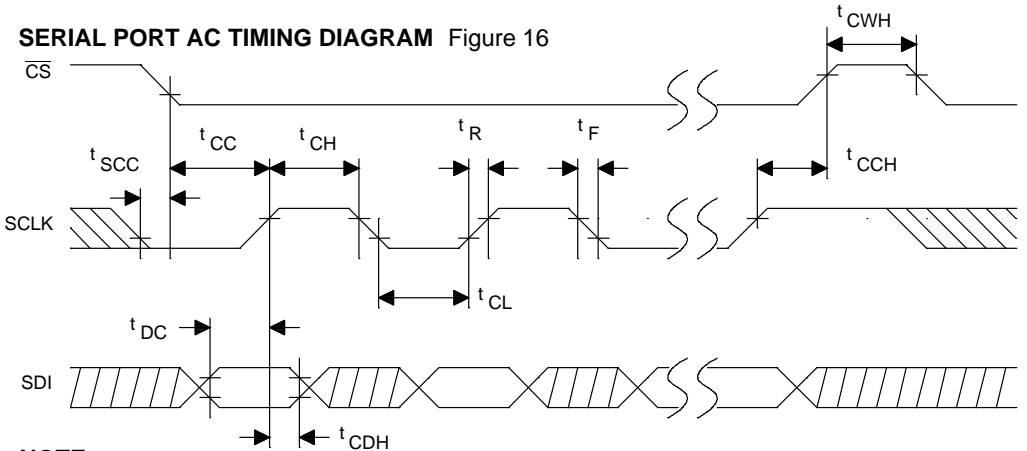 t CWH
SERIAL PORT AC TIMING DIAGRAM Figure 16
CS
t SCC
t CC
t CH
t R
t F
t CCH
SCLK
t CL
t DC
SDI
t CDH